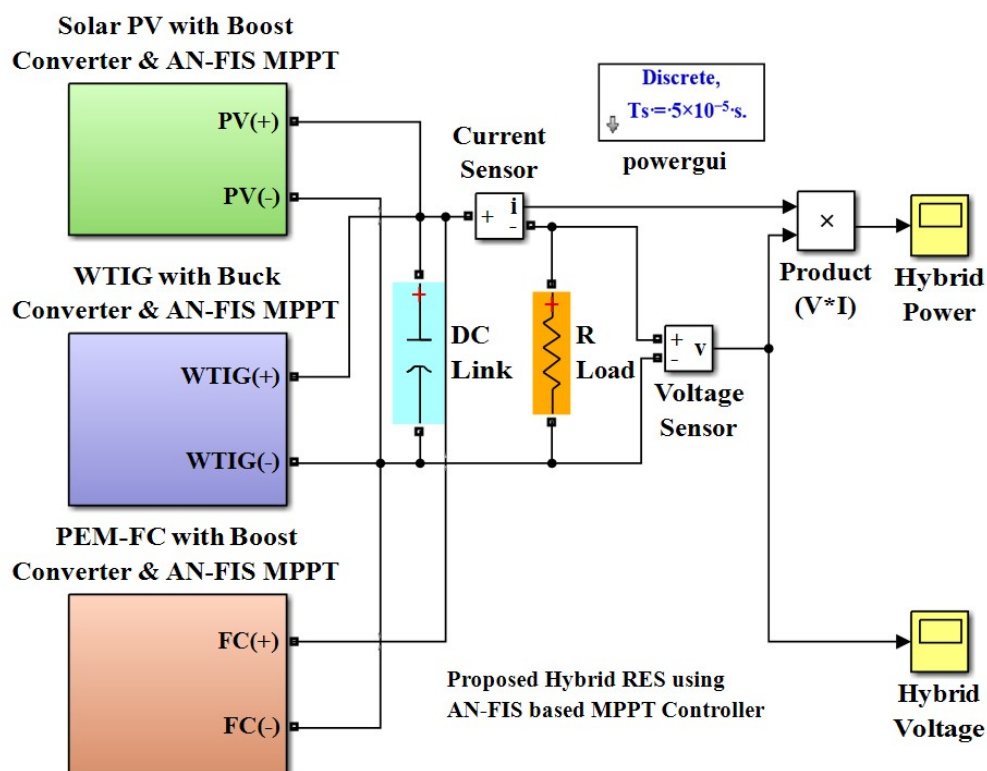 Solar PV with Boost
Converter & AN-FIS MPPT
PV(+)
PV(-)
WTIG with Buck
Converter & AN-FIS MPPT
WTIG(+)
WTIG(-)
PEM-FC with Boost
Converter & AN-FIS MPPT
FC(+)
FC(-)
Current
Sensor
+ i
-
Discrete,
Ts·=·5×10⁻⁵·s.
powergui
+
DC
Link
+
R
Load
+ v
-
Voltage
Sensor
×
Product
(V*I)
Hybrid
Power
Hybrid
Voltage
Proposed Hybrid RES using
AN-FIS based MPPT Controller